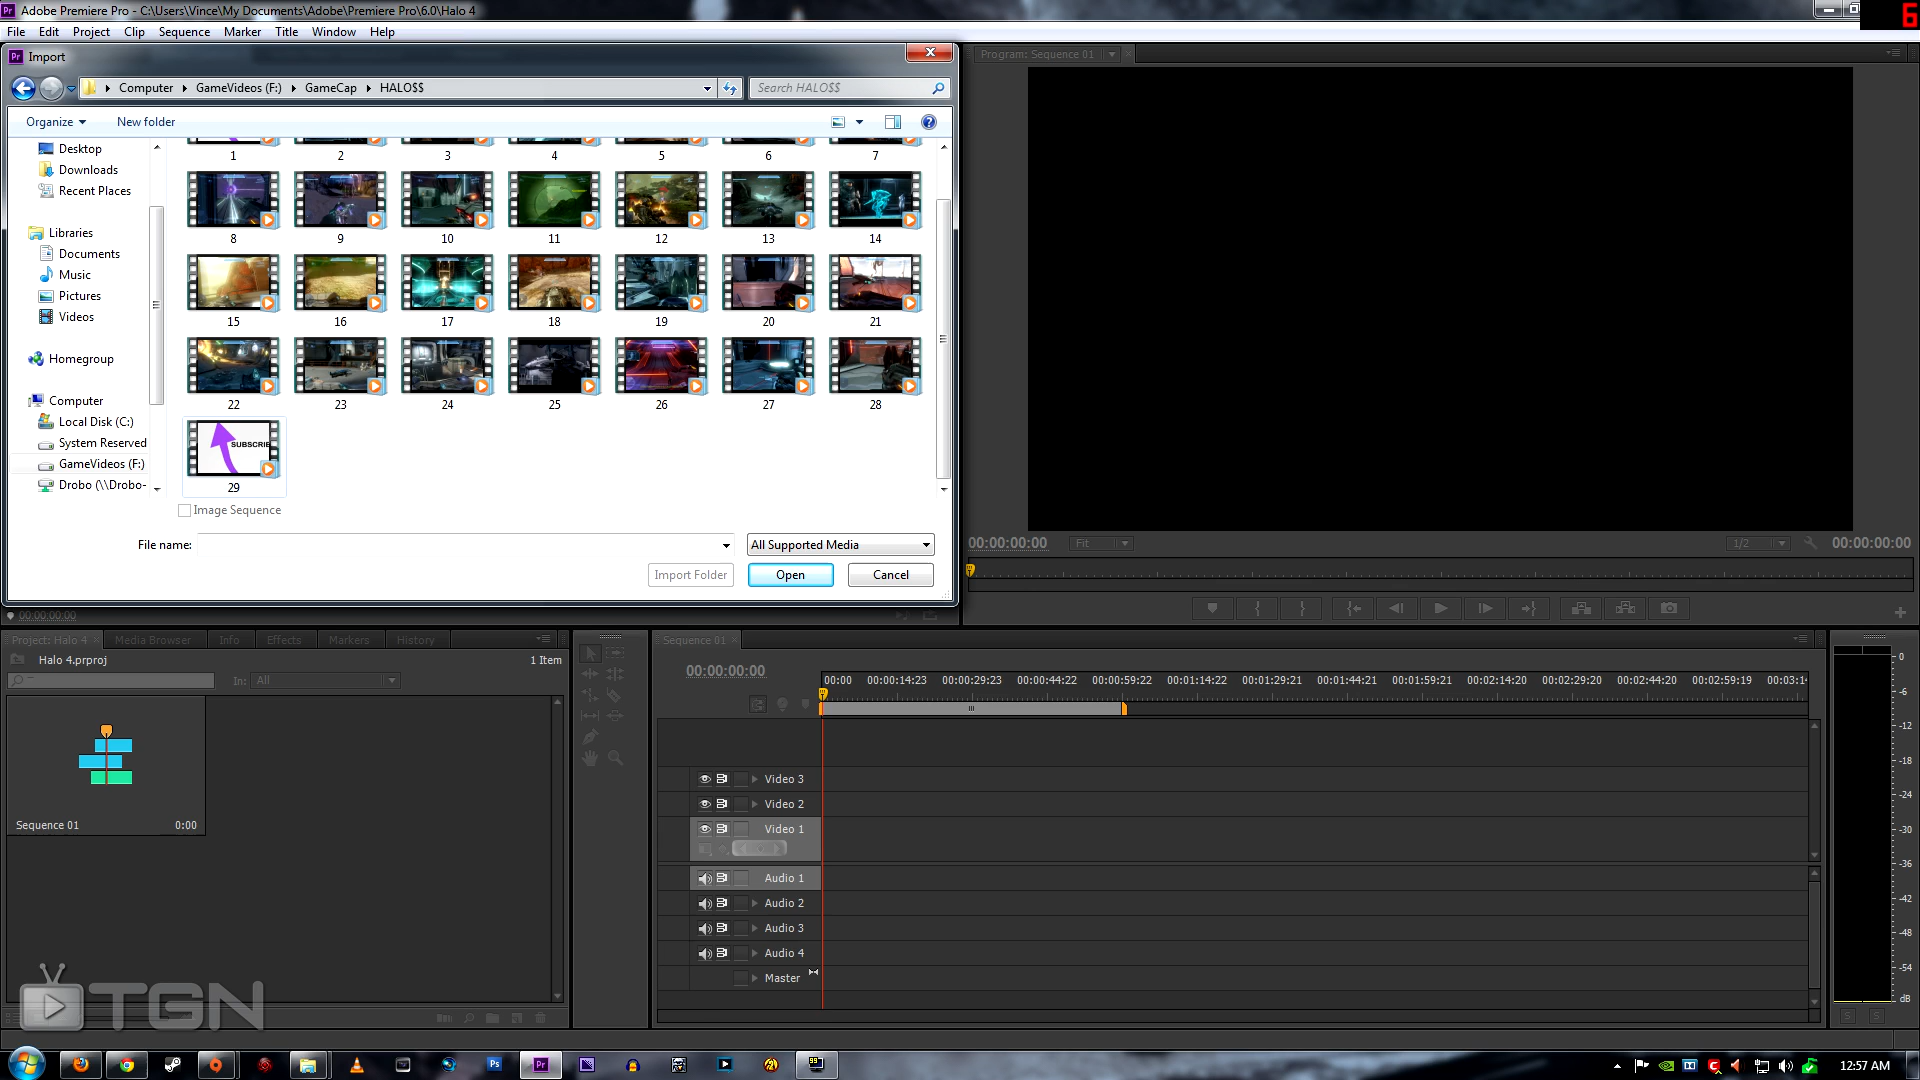 Adobe Premiere Pro - C:\Users\Vince\My Documents\Adobe\Premiere Pro\6.0\Halo 4
6
File Edit Project Clip Sequence Marker Title Window Help
Import
Computer GameVideos (F:) GameCap HALO$$
Search HALO$$
Organize New folder
Desktop
Downloads
Recent Places
Libraries
Documents
Music
Pictures
Videos
Homegroup
Computer
Local Disk (C:)
System Reserved
GameVideos (F:)
Drobo (\\Drobo-
1 2 3 4 5 6 7
8 9 10 11 12 13 14
15 16 17 18 19 20 21
22 23 24 25 26 27 28
SUBSCRIBE
29
Image Sequence
File name:
All Supported Media
Import Folder Open Cancel
00:00:00:00
Program: Sequence 01
00:00:00:00 Fit 1/2 00:00:00:00
Project: Halo 4 Media Browser Info Effects Markers History
Halo 4.prproj 1 Item
In: All
Sequence 01 0:00
Sequence 01
00:00:00:00
00:00 00:00:14:23 00:00:29:23 00:00:44:22 00:00:59:22 00:01:14:22 00:01:29:21 00:01:44:21 00:01:59:21 00:02:14:20 00:02:29:20 00:02:44:20 00:02:59:19 00:03:1
Video 3
Video 2
Video 1
Audio 1
Audio 2
Audio 3
Audio 4
Master
0
-6
-12
-18
-24
-30
-36
-42
-48
-54
dB
S S
TGN
Ps Pr
99
12:57 AM